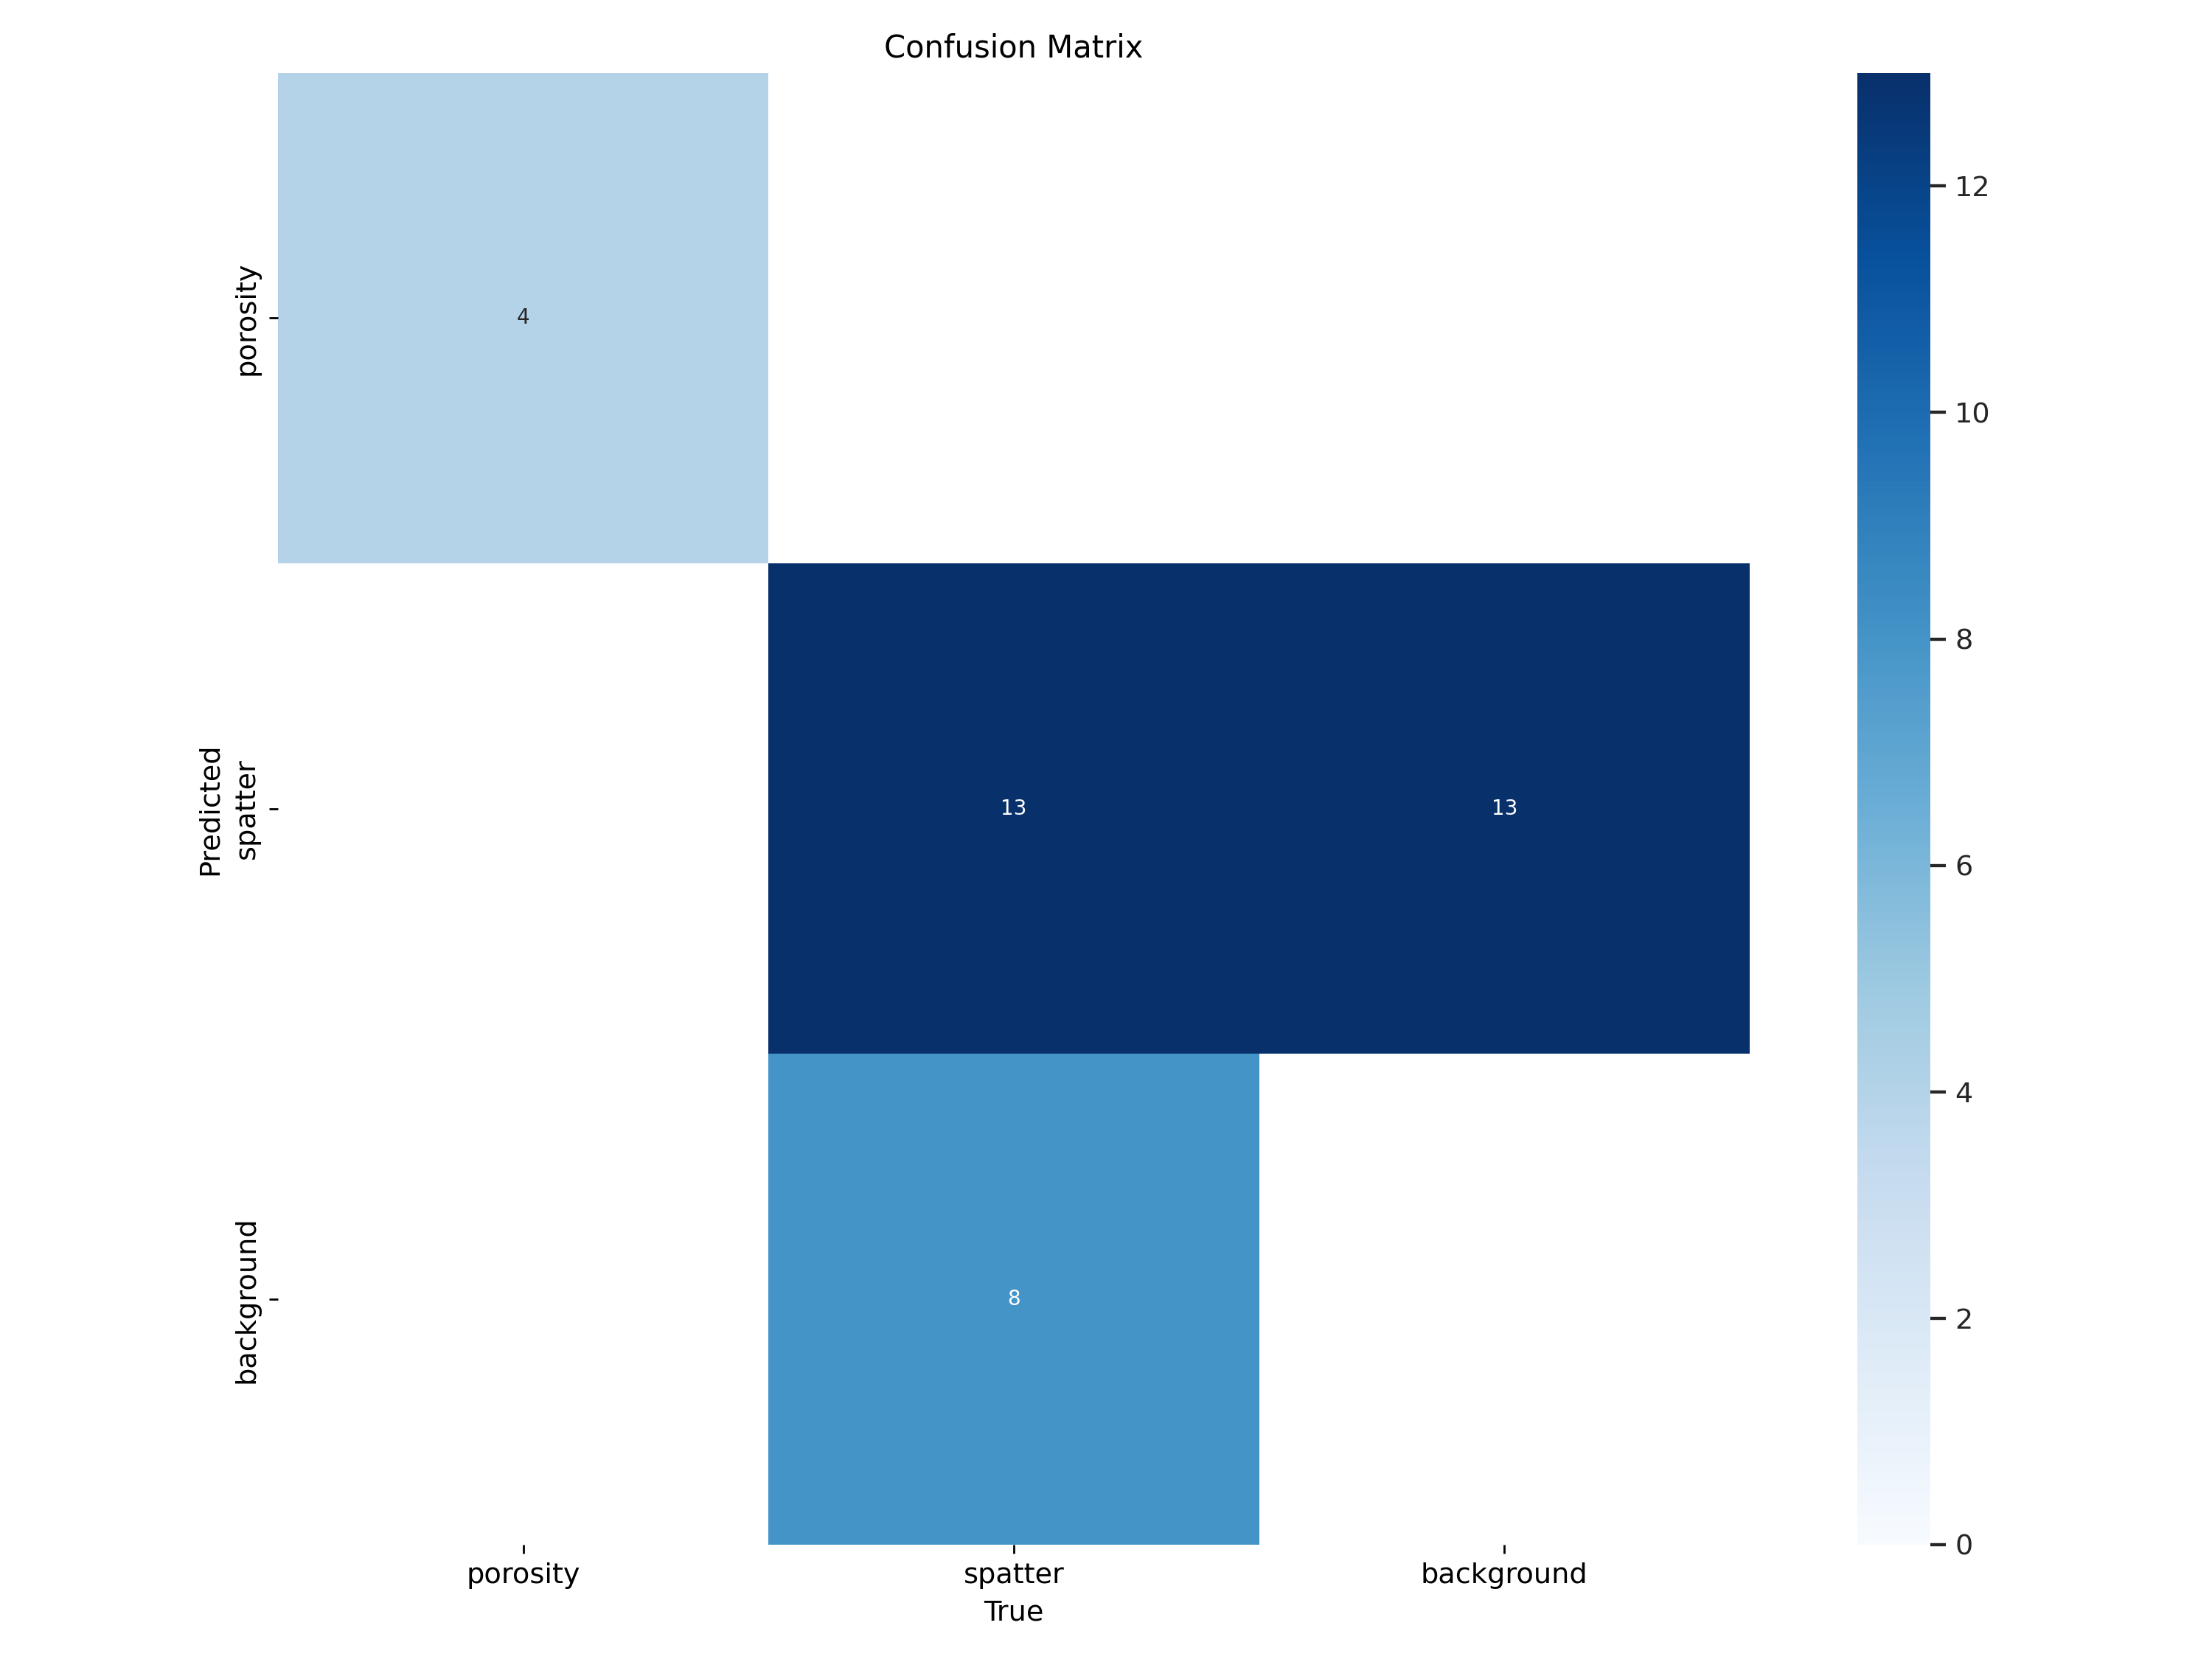 Confusion Matrix
porosity
spatter
background
Predicted
4
13
13
8
porosity
spatter
background
True
12
10
8
6
4
2
0